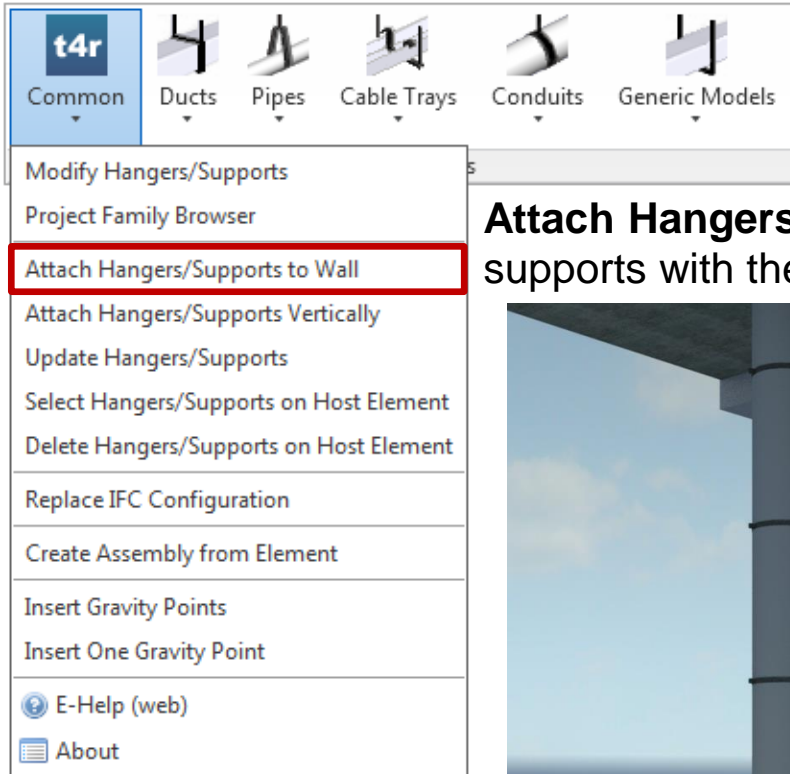 t4r
Common Ducts Pipes Cable Trays Conduits Generic Models
Modify Hangers/Supports
Project Family Browser
Attach Hangers/Supports to Wall
Attach Hangers/Supports Vertically
Update Hangers/Supports
Select Hangers/Supports on Host Element
Delete Hangers/Supports on Host Element
Replace IFC Configuration
Create Assembly from Element
Insert Gravity Points
Insert One Gravity Point
E-Help (web)
About
Attach Hangers
supports with the